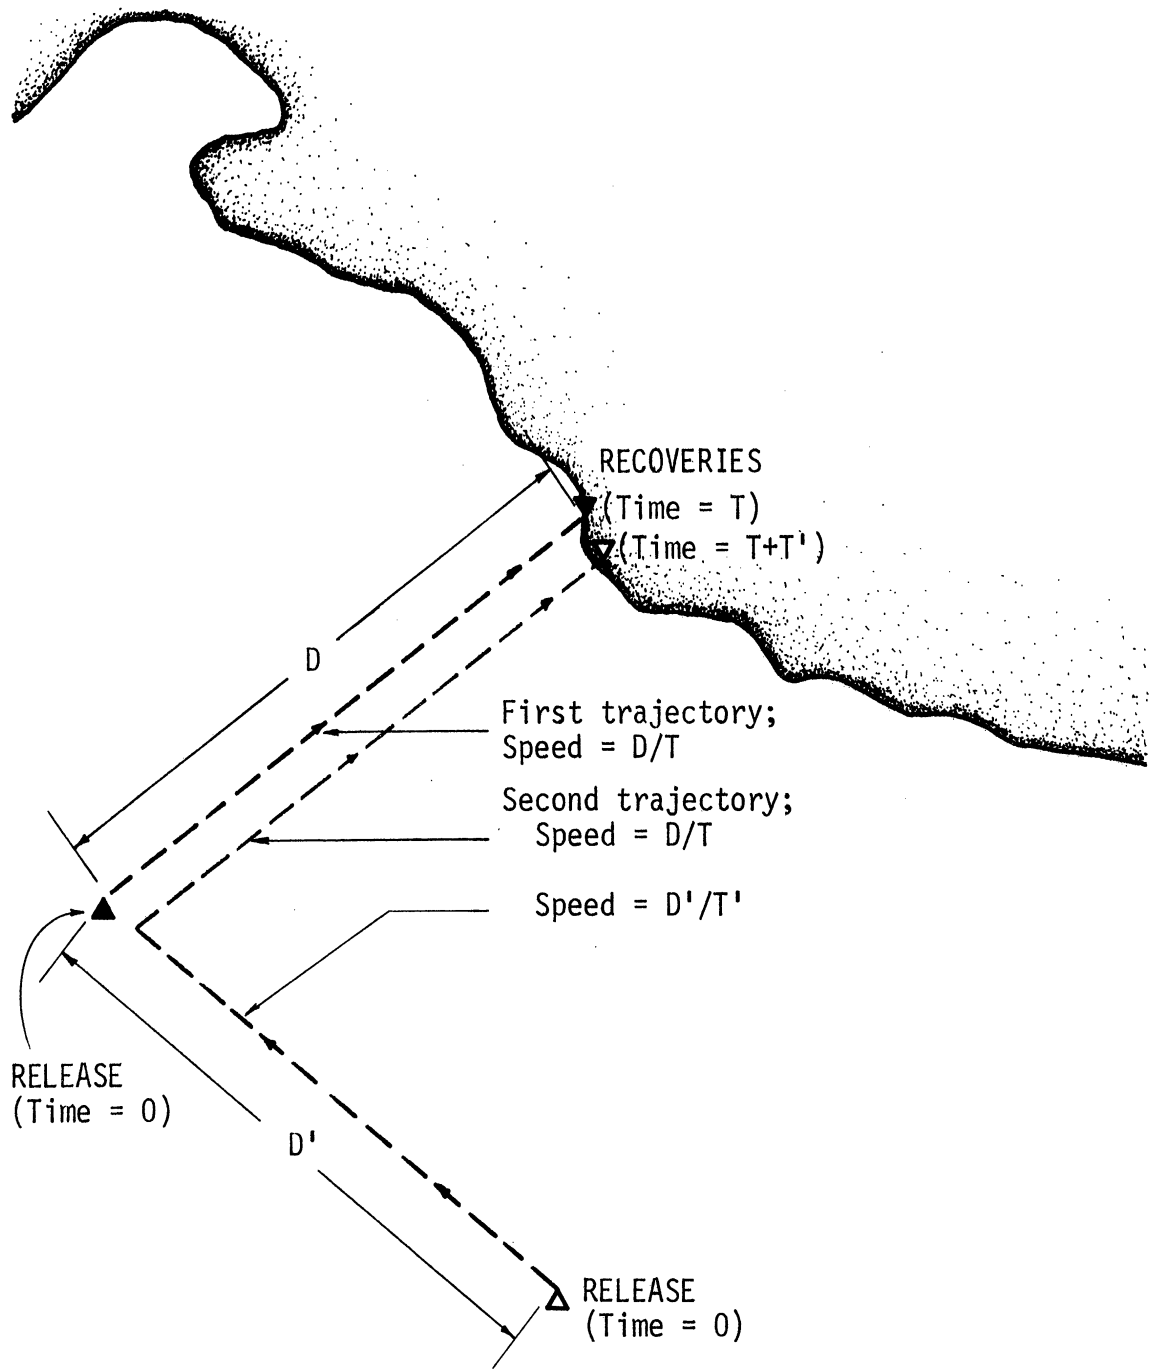 RECOVERIES
(Time = T)
(Time = T+T')
D
First trajectory;
Speed = D/T
Second trajectory;
Speed = D/T
Speed = D'/T'
RELEASE
(Time = 0)
D'
RELEASE
(Time = 0)